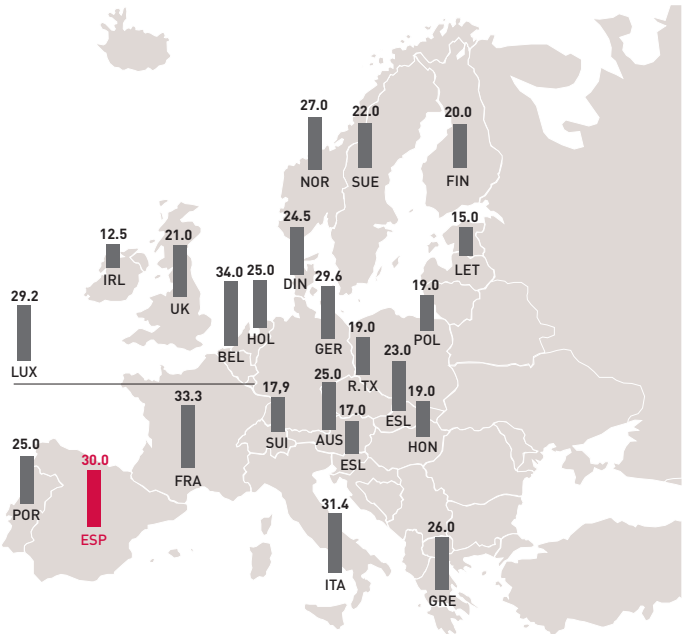 27.0
NOR
22.0
SUE
20.0
FIN
12.5
IRL
21.0
UK
24.5
DIN
15.0
LET
29.2
LUX
34.0
BEL
25.0
HOL
29.6
GER
19.0
R.TX
19.0
POL
23.0
ESL
19.0
HON
33.3
FRA
17,9
SUI
25.0
AUS
17.0
ESL
25.0
POR
30.0
ESP
31.4
ITA
26.0
GRE